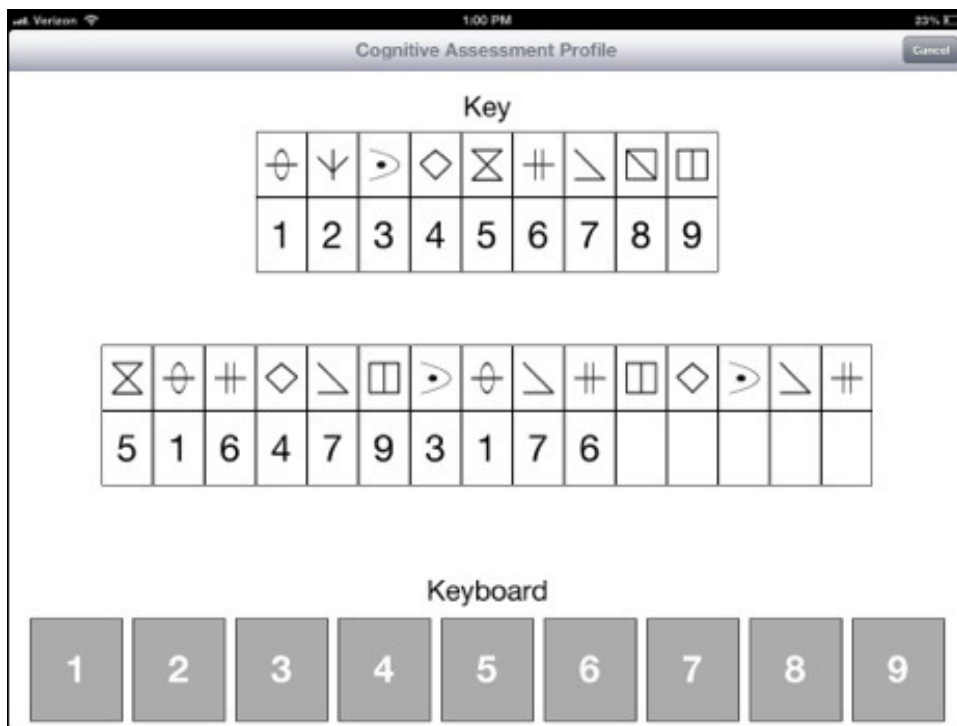 Verizon 1:00 PM 23%
Cognitive Assessment Profile Cancel
Key
1 2 3 4 5 6 7 8 9
5 1 6 4 7 9 3 1 7 6
Keyboard
1 2 3 4 5 6 7 8 9